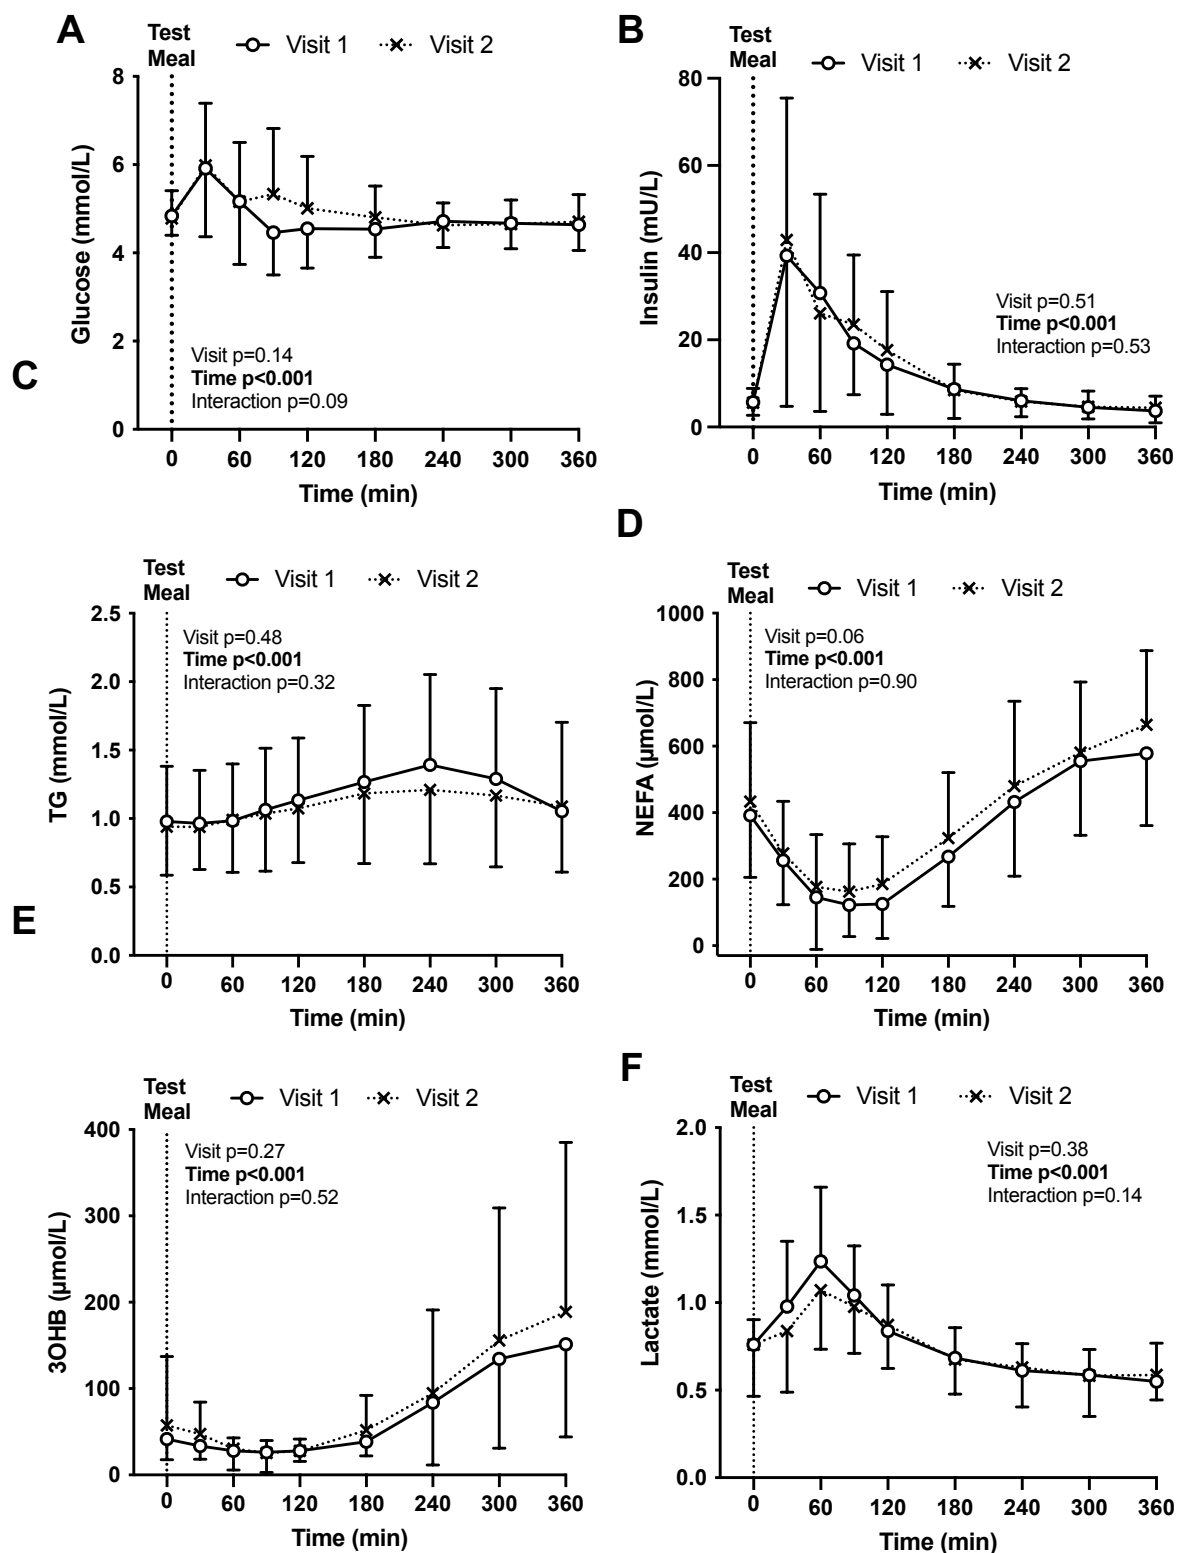 A
Test
Meal
Visit 1
Visit 2
8
6
4
2
0
Glucose (mmol/L)
Visit p=0.14
Time p<0.001
Interaction p=0.09
0 60 120 180 240 300 360
Time (min)
B
Test
Meal
Visit 1
Visit 2
80
60
40
20
0
Insulin (mU/L)
Visit p=0.51
Time p<0.001
Interaction p=0.53
0 60 120 180 240 300 360
Time (min)
C
Test
Meal
Visit 1
Visit 2
2.5
2.0
1.5
1.0
0.5
0.0
TG (mmol/L)
Visit p=0.48
Time p<0.001
Interaction p=0.32
0 60 120 180 240 300 360
Time (min)
D
Test
Meal
Visit 1
Visit 2
1000
800
600
400
200
0
NEFA (µmol/L)
Visit p=0.06
Time p<0.001
Interaction p=0.90
0 60 120 180 240 300 360
Time (min)
E
Test
Meal
Visit 1
Visit 2
400
300
200
100
0
3OHB (µmol/L)
Visit p=0.27
Time p<0.001
Interaction p=0.52
0 60 120 180 240 300 360
Time (min)
F
Test
Meal
Visit 1
Visit 2
2.0
1.5
1.0
0.5
0.0
Lactate (mmol/L)
Visit p=0.38
Time p<0.001
Interaction p=0.14
0 60 120 180 240 300 360
Time (min)